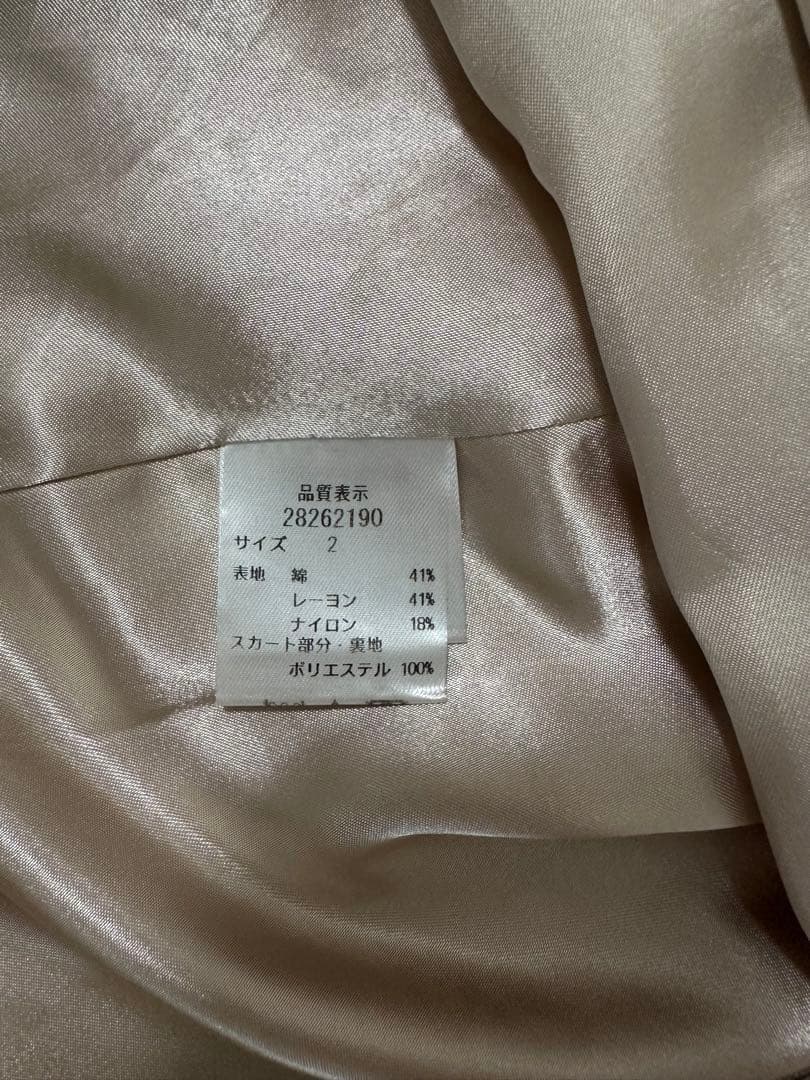 品質表示
28262190
サイズ 2
表地 綿 41%
レーヨン 41%
ナイロン 18%
スカート部分・裏地
ポリエステル 100%